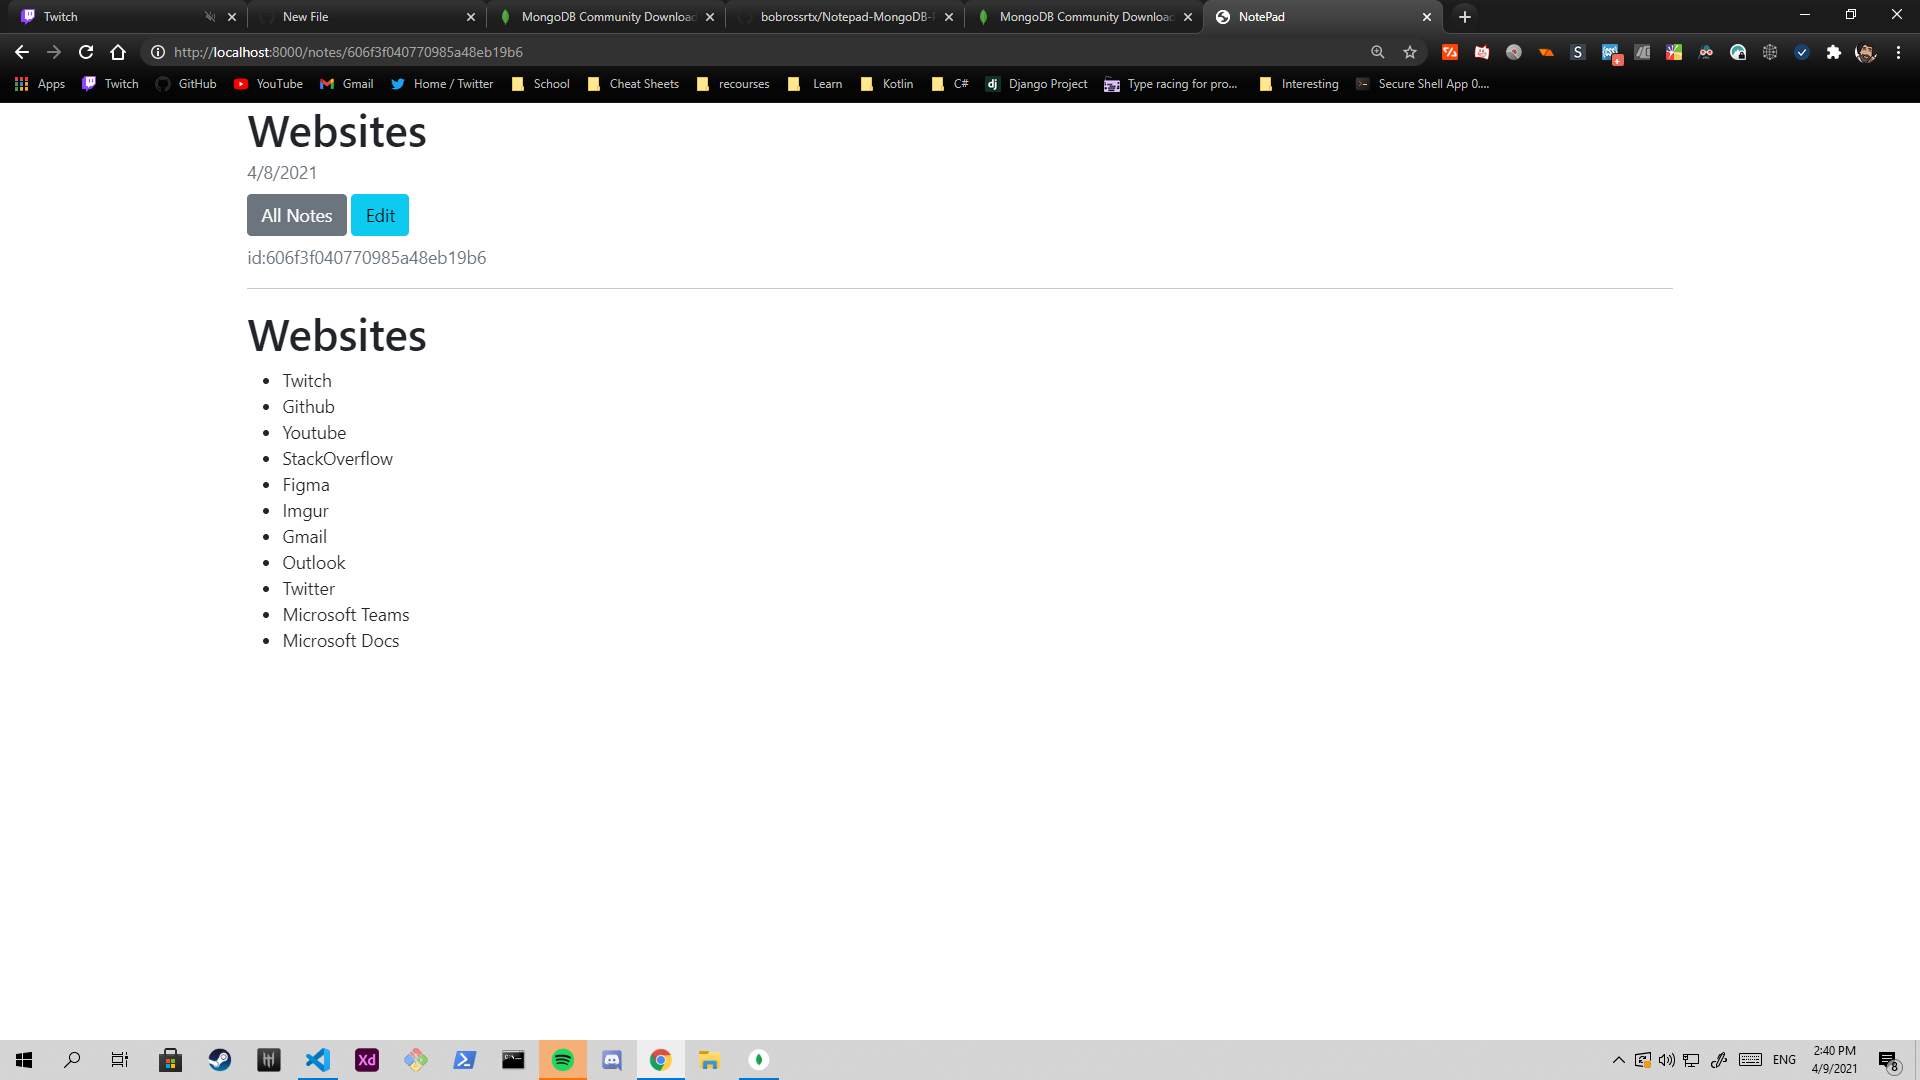 Twitch
New File
MongoDB Community Download
bobrossrtx/Notepad-MongoDB-
MongoDB Community Download
NotePad
http://localhost:8000/notes/606f3f040770985a48eb19b6
Apps
Twitch
GitHub
YouTube
Gmail
Home / Twitter
School
Cheat Sheets
recourses
Learn
Kotlin
C#
dj Django Project
Type racing for pro...
Interesting
Secure Shell App 0....
Websites
4/8/2021
All Notes Edit
id:606f3f040770985a48eb19b6
Websites
Twitch
Github
Youtube
StackOverflow
Figma
Imgur
Gmail
Outlook
Twitter
Microsoft Teams
Microsoft Docs
Xd
ENG
2:40 PM
4/9/2021
8